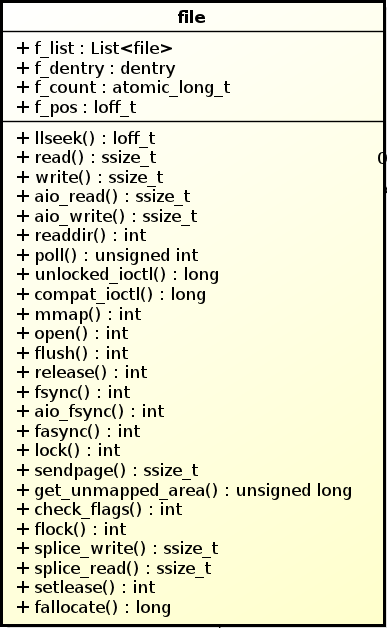 file
+ f_list : List<file>
+ f_dentry : dentry
+ f_count : atomic_long_t
+ f_pos : loff_t
+ llseek() : loff_t
+ read() : ssize_t
+ write() : ssize_t
+ aio_read() : ssize_t
+ aio_write() : ssize_t
+ readdir() : int
+ poll() : unsigned int
+ unlocked_ioctl() : long
+ compat_ioctl() : long
+ mmap() : int
+ open() : int
+ flush() : int
+ release() : int
+ fsync() : int
+ aio_fsync() : int
+ fasync() : int
+ lock() : int
+ sendpage() : ssize_t
+ get_unmapped_area() : unsigned long
+ check_flags() : int
+ flock() : int
+ splice_write() : ssize_t
+ splice_read() : ssize_t
+ setlease() : int
+ fallocate() : long